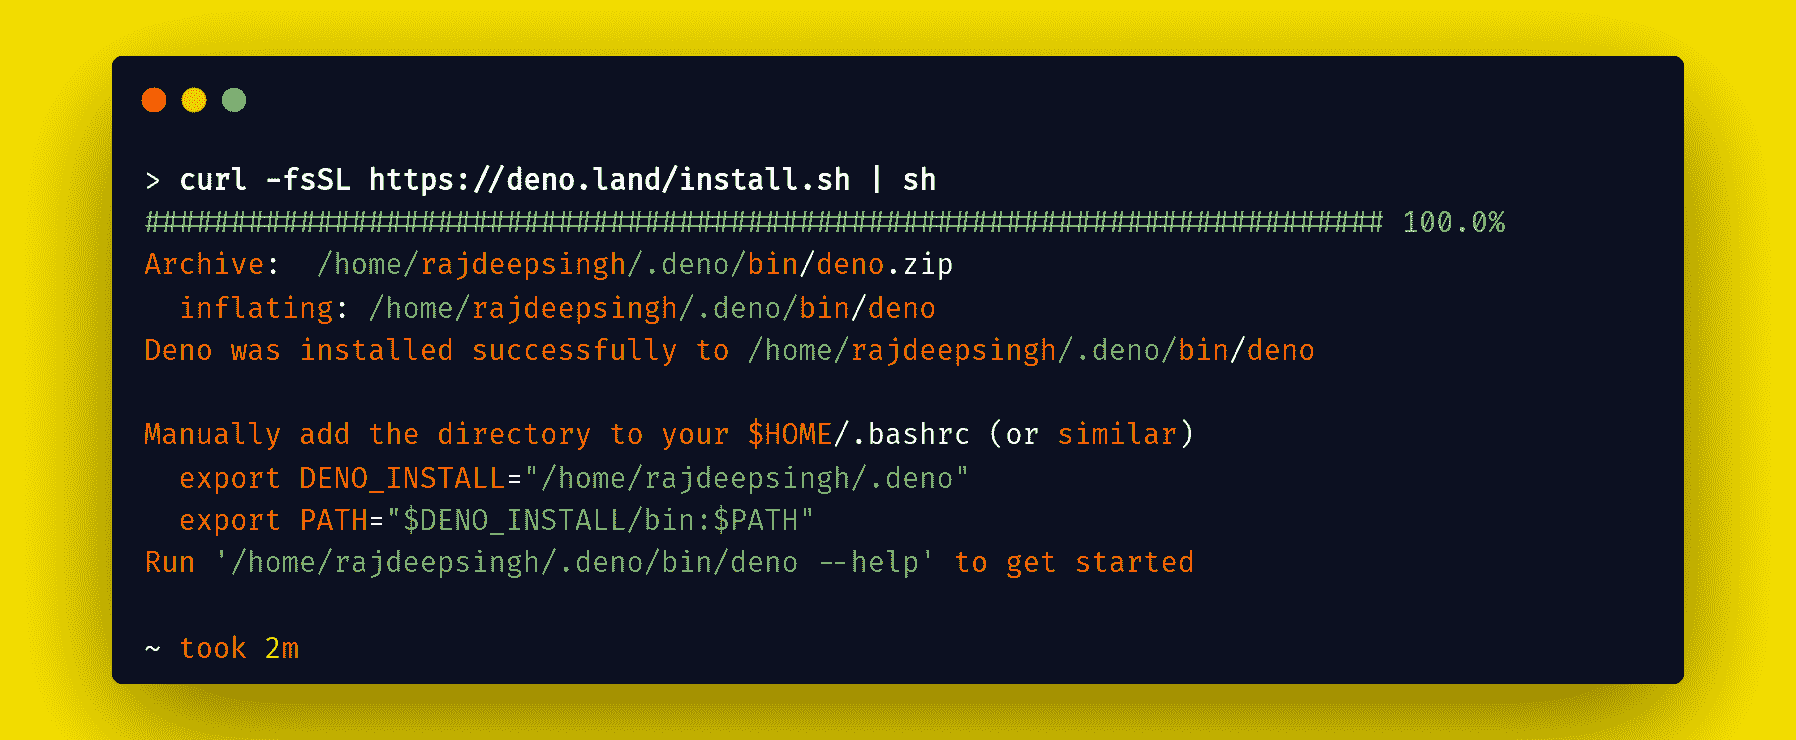 > curl -fsSL https://deno.land/install.sh | sh
######################################################################## 100.0%
Archive:  /home/rajdeepsingh/.deno/bin/deno.zip
  inflating: /home/rajdeepsingh/.deno/bin/deno
Deno was installed successfully to /home/rajdeepsingh/.deno/bin/deno
Manually add the directory to your $HOME/.bashrc (or similar)
  export DENO_INSTALL="/home/rajdeepsingh/.deno"
  export PATH="$DENO_INSTALL/bin:$PATH"
Run '/home/rajdeepsingh/.deno/bin/deno --help' to get started
~ took 2m